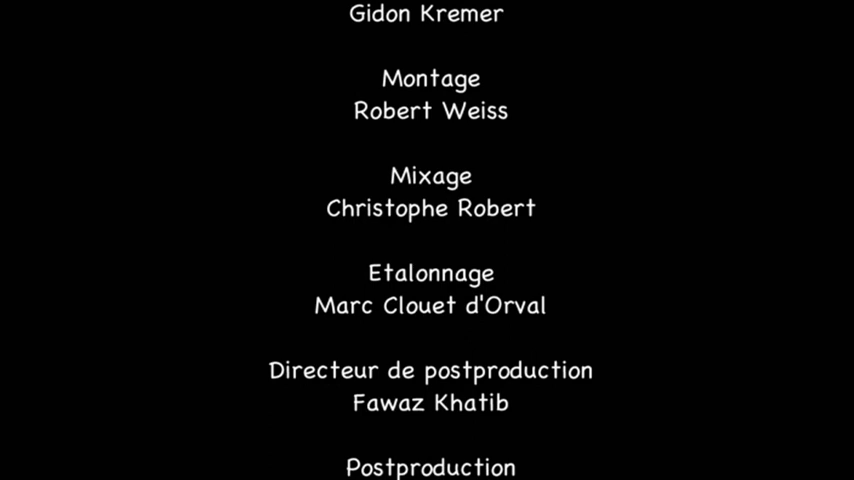 Gidon Kremer
Montage
Robert Weiss
Mixage
Christophe Robert
Etalonnage
Marc Clouet d'Orval
Directeur de postproduction
Fawaz Khatib
Postproduction